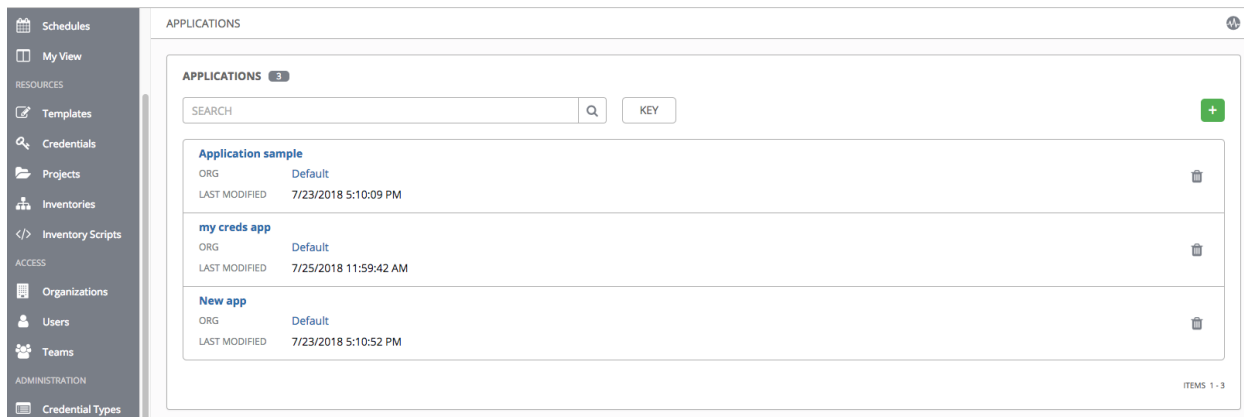 Schedules
My View
RESOURCES
Templates
Credentials
Projects
Inventories
Inventory Scripts
ACCESS
Organizations
Users
Teams
ADMINISTRATION
Credential Types
APPLICATIONS
APPLICATIONS 3
SEARCH
KEY
+
Application sample
ORG Default
LAST MODIFIED 7/23/2018 5:10:09 PM
my creds app
ORG Default
LAST MODIFIED 7/25/2018 11:59:42 AM
New app
ORG Default
LAST MODIFIED 7/23/2018 5:10:52 PM
ITEMS 1 - 3